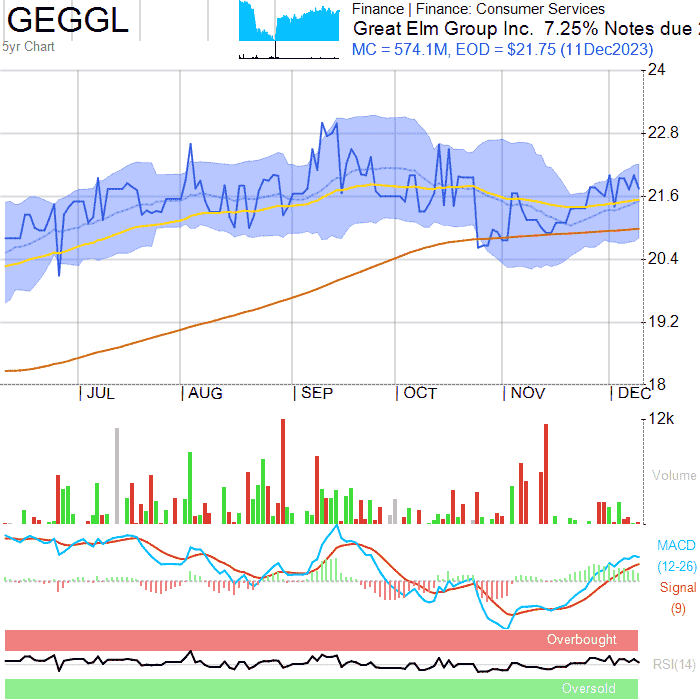 GEGGL
5yr Chart
Finance | Finance: Consumer Services
Great Elm Group Inc. 7.25% Notes due
MC = 574.1M, EOD = $21.75 (11Dec2023)
24
22.8
21.6
20.4
19.2
18
JUL AUG SEP OCT NOV DEC
12k
Volume
MACD
(12-26)
Signal
(9)
Overbought
RSI(14)
Oversold